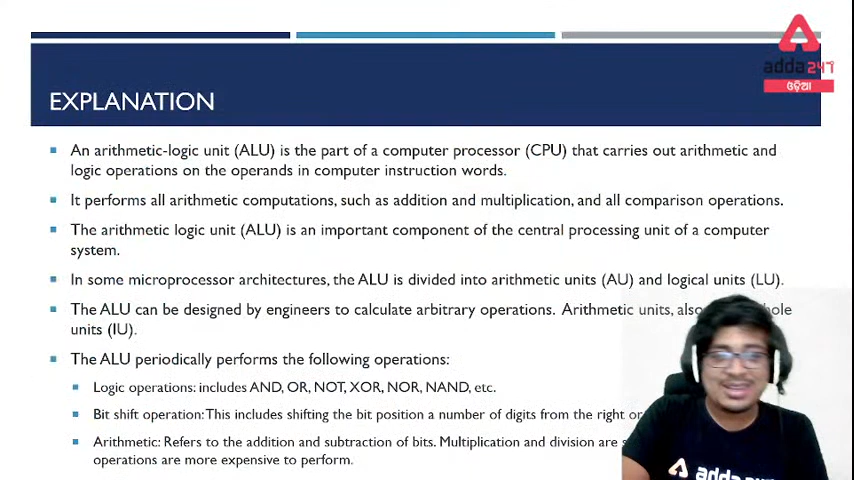 adda247
ଓଡ଼ିଆ
EXPLANATION
An arithmetic-logic unit (ALU) is the part of a computer processor (CPU) that carries out arithmetic and
logic operations on the operands in computer instruction words.
It performs all arithmetic computations, such as addition and multiplication, and all comparison operations.
The arithmetic logic unit (ALU) is an important component of the central processing unit of a computer
system.
In some microprocessor architectures, the ALU is divided into arithmetic units (AU) and logical units (LU).
The ALU can be designed by engineers to calculate arbitrary operations. Arithmetic units,
units (IU).
The ALU periodically performs the following operations:
Logic operations: includes AND, OR, NOT, XOR, NOR, NAND, etc.
Bit shift operation: This includes shifting the bit position a number of digits from the right
Arithmetic: Refers to the addition and subtraction of bits. Multiplication and division are
operations are more expensive to perform.
adda